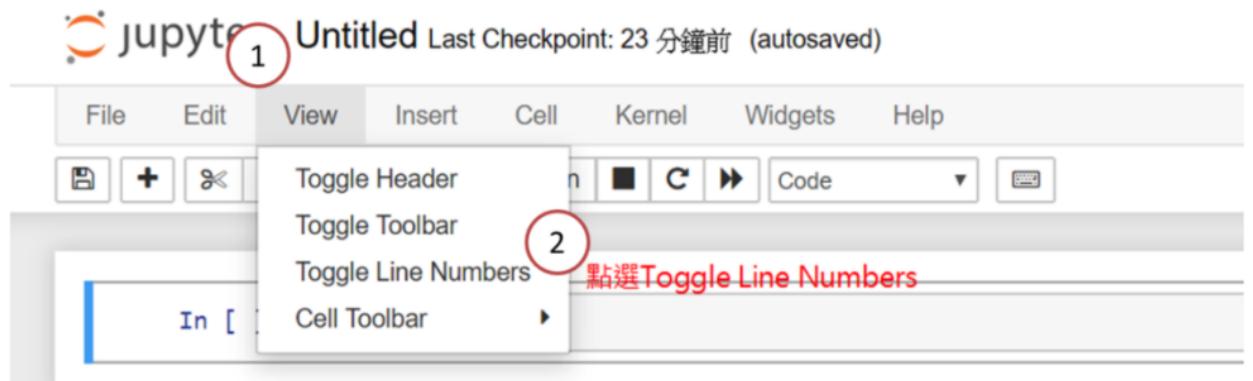 jupyte Untitled Last Checkpoint: 23 分鐘前 (autosaved)
1
File Edit View Insert Cell Kernel Widgets Help
n Code
Toggle Header
Toggle Toolbar
2
Toggle Line Numbers 點選Toggle Line Numbers
In [ Cell Toolbar